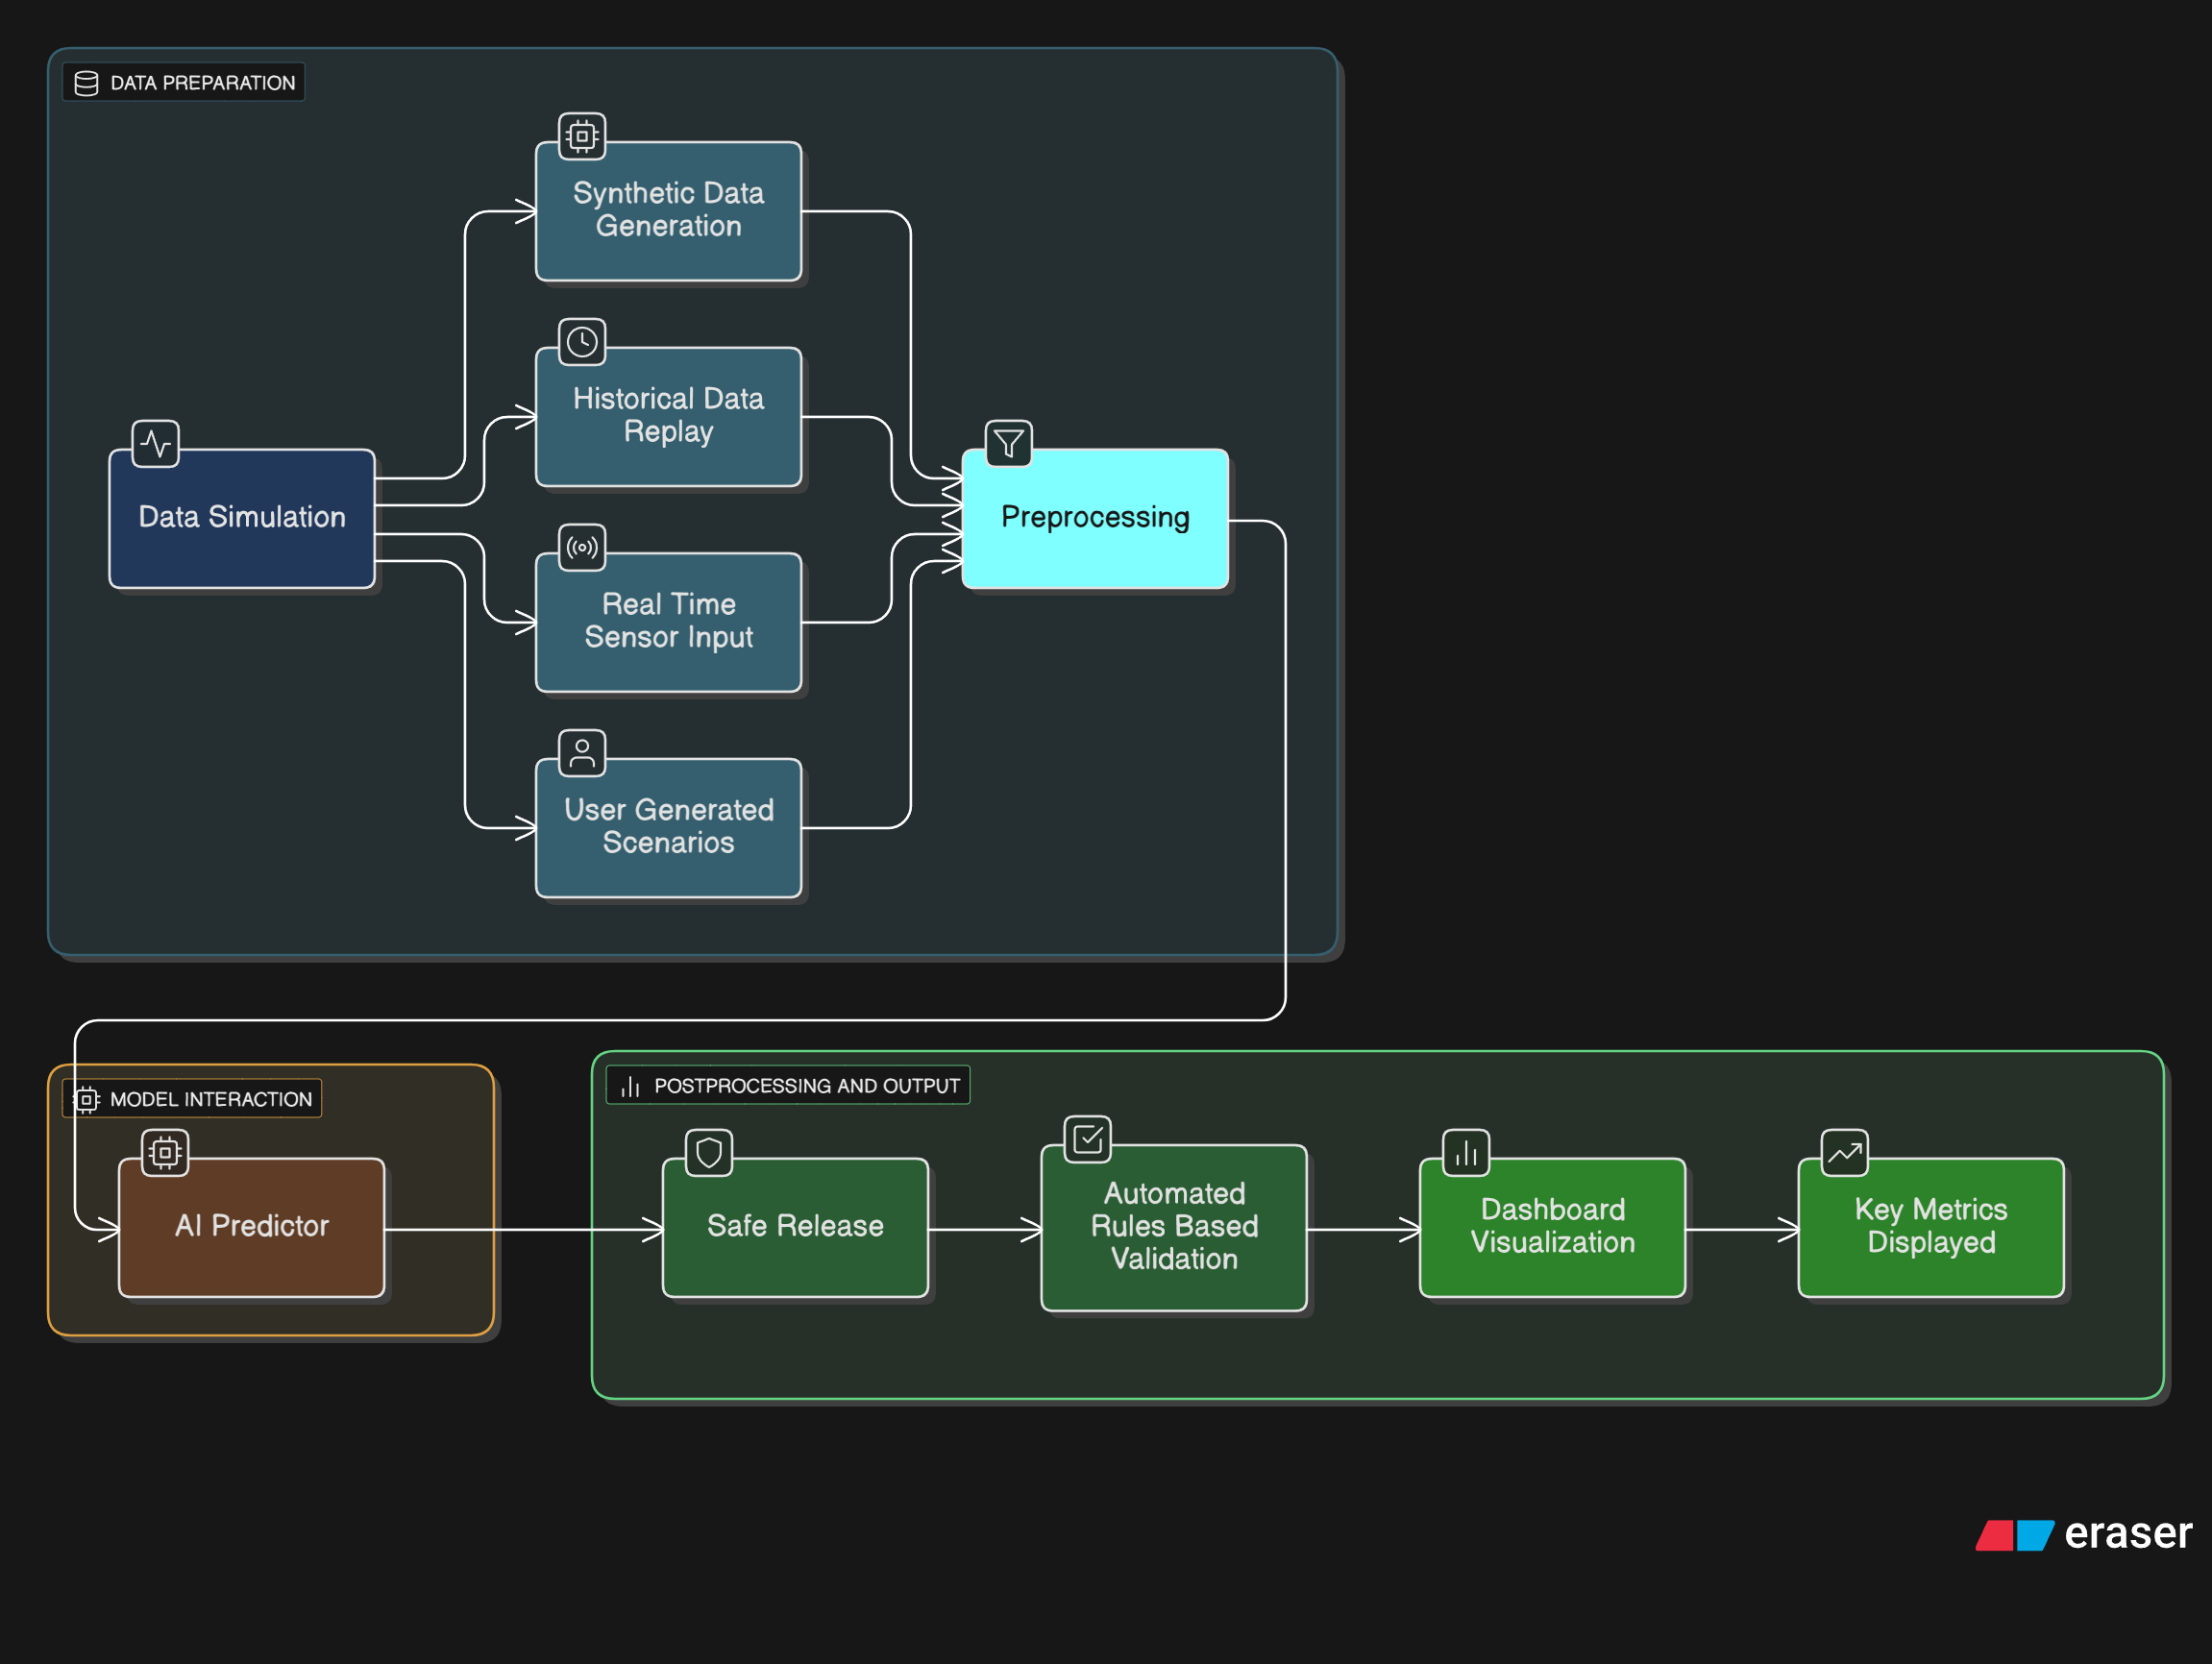 DATA PREPARATION
Synthetic Data
Generation
Historical Data
Replay
Data Simulation
Preprocessing
Real Time
Sensor Input
User Generated
Scenarios
MODEL INTERACTION
AI Predictor
POSTPROCESSING AND OUTPUT
Safe Release
Automated
Rules Based
Validation
Dashboard
Visualization
Key Metrics
Displayed
eraser